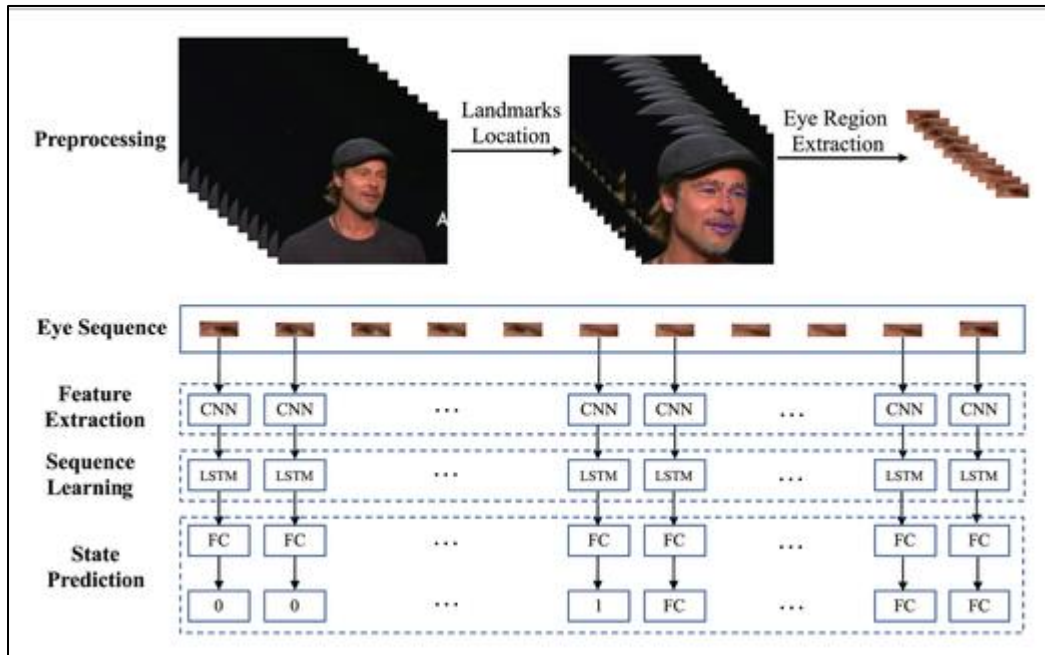 Preprocessing
Landmarks
Location
A
Eye Region
Extraction
Eye Sequence
Feature
Extraction
CNN CNN ... CNN CNN ... CNN CNN
Sequence
Learning
LSTM LSTM ... LSTM LSTM ... LSTM LSTM
State
Prediction
FC FC ... FC FC ... FC FC
0 0 ... 1 FC ... FC FC